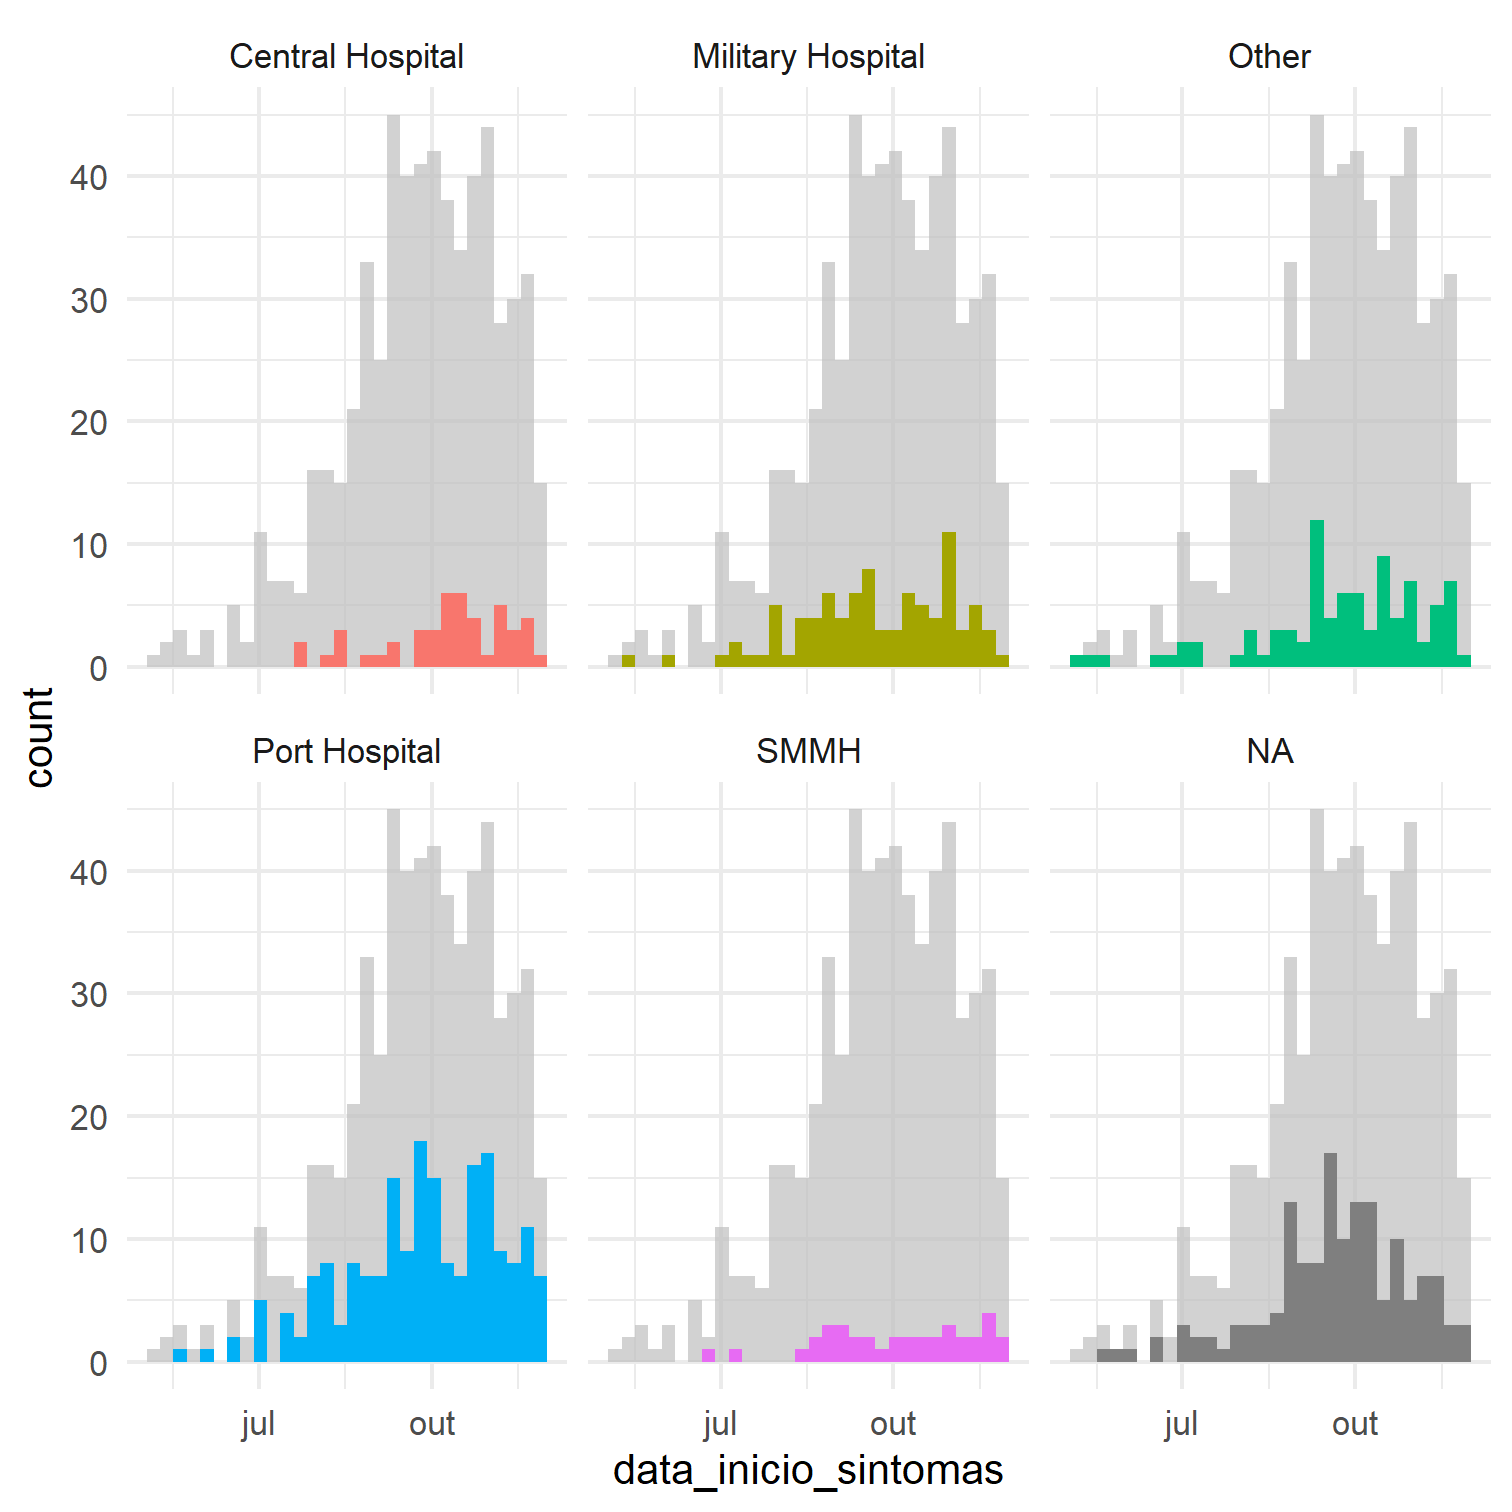 Central Hospital
Military Hospital
Other
40
30
20
10
0
count
Port Hospital
SMMH
NA
40
30
20
10
0
jul
out
jul
out
jul
out
data_inicio_sintomas